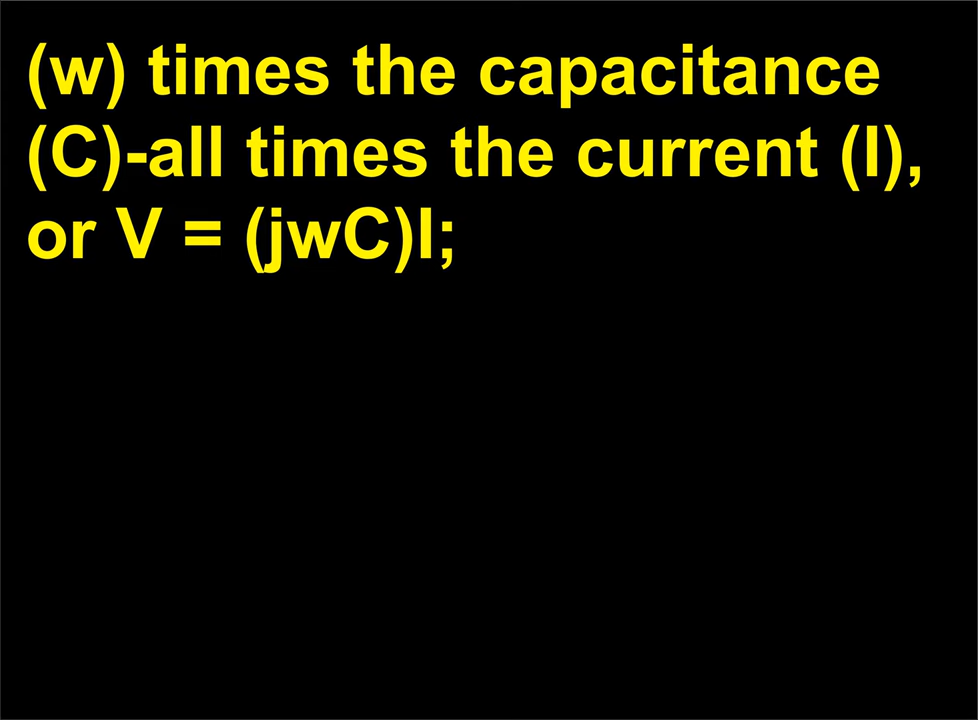 (w) times the capacitance
(C)-all times the current (I),
or V = (jwC)I;